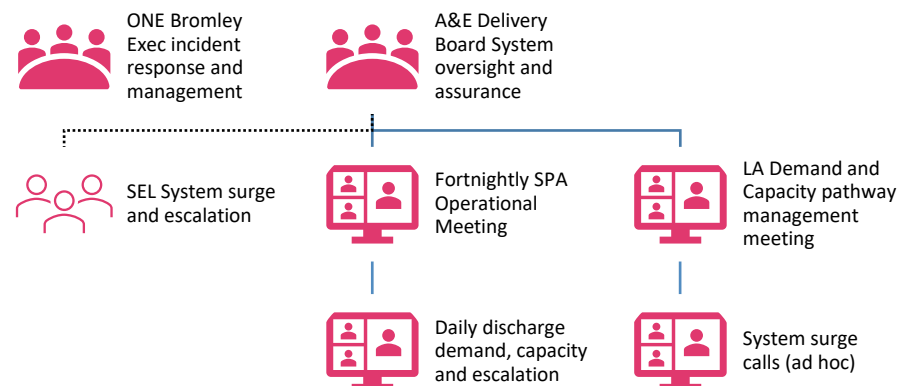 ONE Bromley
Exec incident
response and
management
A&E Delivery
Board System
oversight and
assurance
SEL System surge
and escalation
Fortnightly SPA
Operational
Meeting
LA Demand and
Capacity pathway
management
meeting
Daily discharge
demand, capacity
and escalation
System surge
calls (ad hoc)